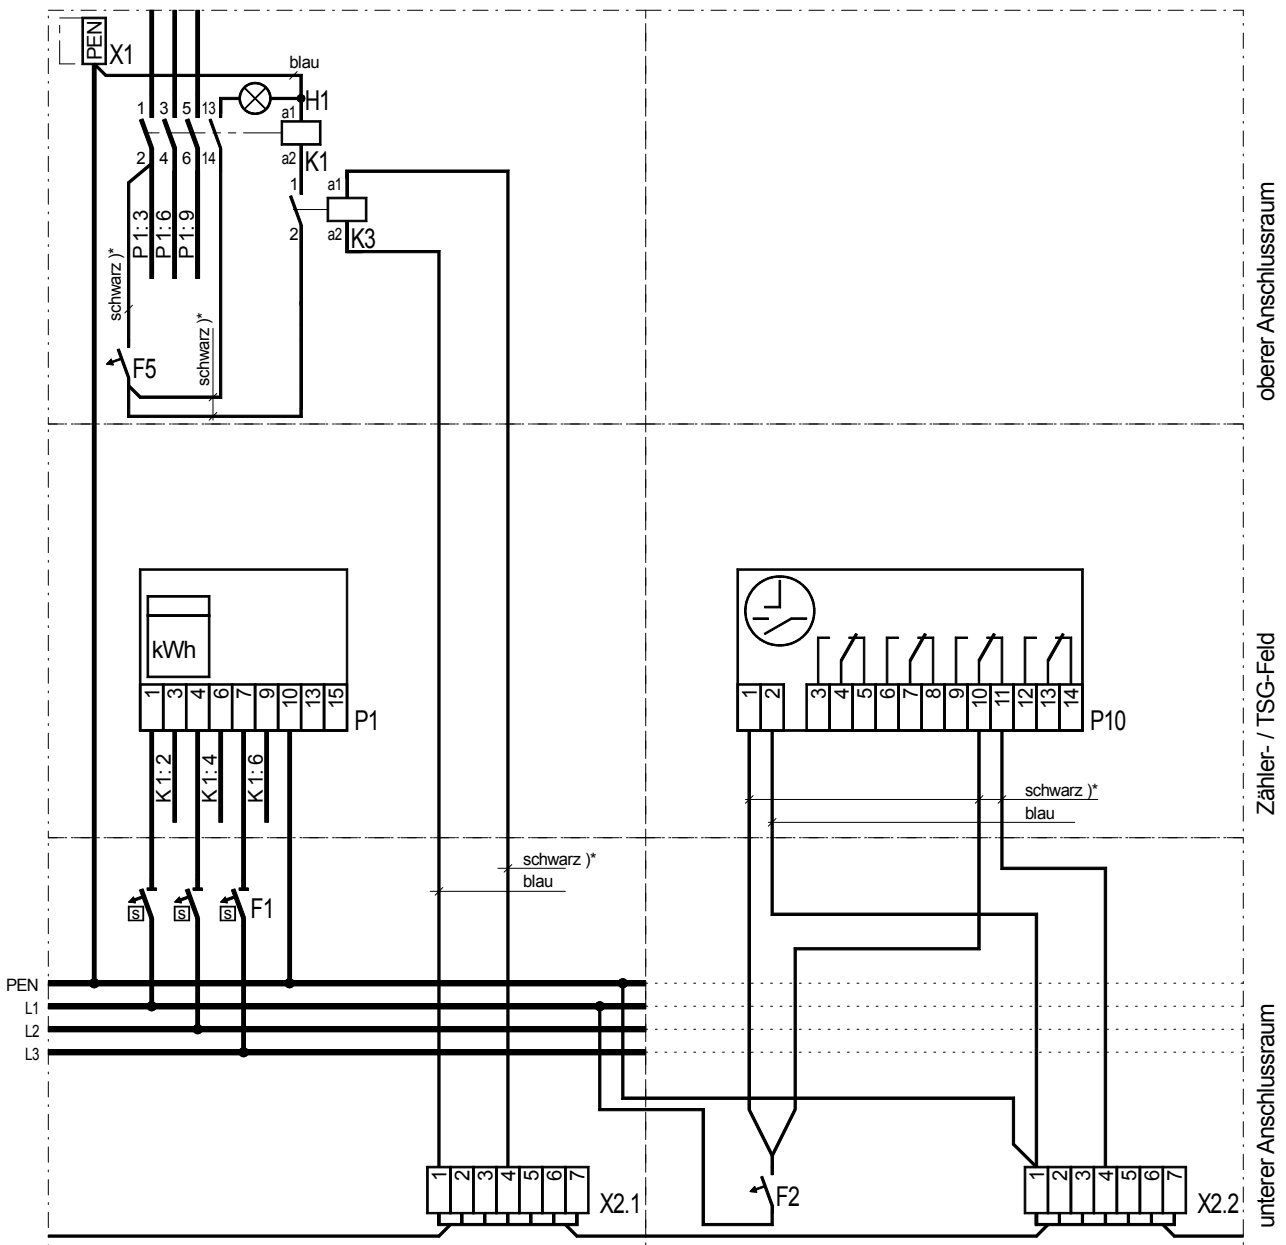 PEN
X1
blau
H1
1 3 5 13
a1
2 4 6 14
a2
K1
1
a1
2
a2
K3
P1: 3
P1: 6
P1: 9
schwarz )*
schwarz )*
F5
oberer Anschlussraum
kWh
1 3 4 6 7 9 10 13 15
P1
K1: 2
K1: 4
K1: 6
1 2 3 4 5 6 7 8 9 10 11 12 13 14
P10
schwarz )*
blau
Zähler- / TSG-Feld
schwarz )*
blau
S
S
S
F1
PEN
L1
L2
L3
1 2 3 4 5 6 7
X2.1
F2
1 2 3 4 5 6 7
X2.2
unterer Anschlussraum